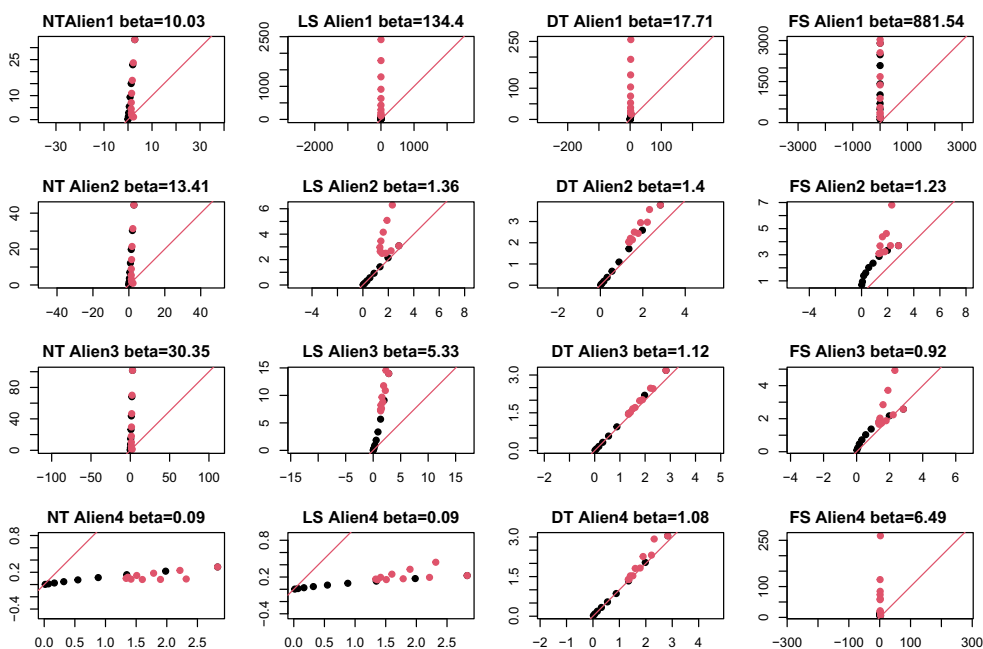 NTAlien1 beta=10.03
LS Alien1 beta=134.4
DT Alien1 beta=17.71
FS Alien1 beta=881.54
0 10 25
−30 −10 0 10 30
0 1000 2500
−2000 0 1000
0 100 250
−200 0 100
0 1500 3000
−3000 −1000 1000 3000
NT Alien2 beta=13.41
LS Alien2 beta=1.36
DT Alien2 beta=1.4
FS Alien2 beta=1.23
0 20 40
−40 −20 0 20 40
0 2 4 6
−4 0 2 4 6 8
0 1 2 3
−2 0 2 4
1 3 5 7
−4 0 2 4 6 8
NT Alien3 beta=30.35
LS Alien3 beta=5.33
DT Alien3 beta=1.12
FS Alien3 beta=0.92
0 40 80
−100 −50 0 50 100
0 5 10 15
−15 −5 0 5 10 15
0.0 1.5 3.0
−2 0 1 2 3 4 5
0 2 4
−4 −2 0 2 4 6
NT Alien4 beta=0.09
LS Alien4 beta=0.09
DT Alien4 beta=1.08
FS Alien4 beta=6.49
−0.4 0.2 0.8
0.0 0.5 1.0 1.5 2.0 2.5
−0.4 0.2 0.8
0.0 0.5 1.0 1.5 2.0 2.5
0.0 1.5 3.0
−2 −1 0 1 2 3 4
0 100 250
−300 −100 0 100 300